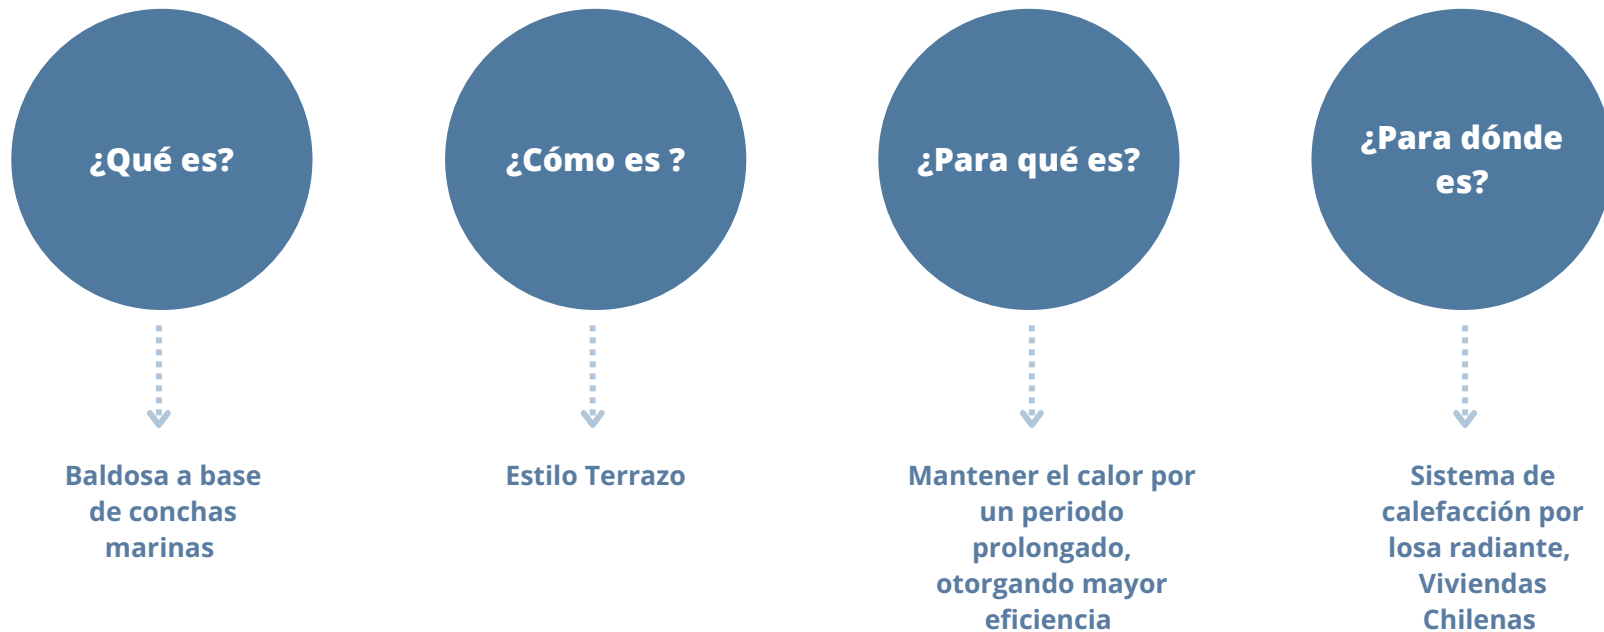 ¿Qué es?
Baldosa a base
de conchas
marinas
¿Cómo es ?
Estilo Terrazo
¿Para qué es?
Mantener el calor por
un periodo
prolongado,
otorgando mayor
eficiencia
¿Para dónde
es?
Sistema de
calefacción por
losa radiante,
Viviendas
Chilenas